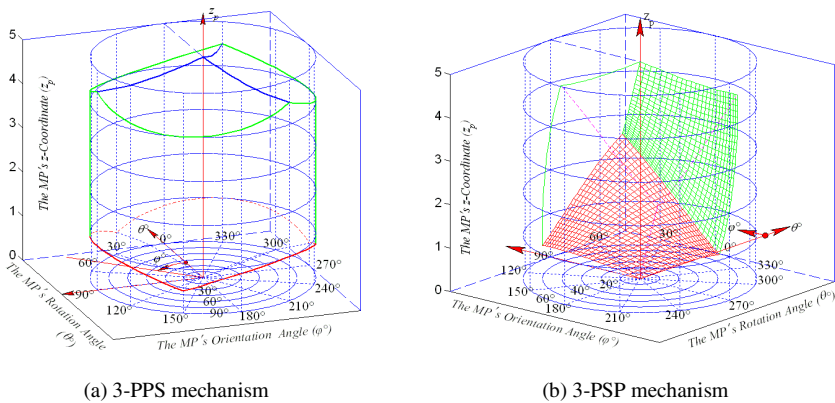 z_p
5
4
3
2
1
0
The MP's z-Coordinate (z_p)
θ°
0°
30°
60°
90°
120°
150°
φ°
330°
300°
270°
240°
210°
180°
90°
60°
30°
The MP's Rotation Angle
(θ°)
The MP's Orientation Angle (φ°)
(a) 3-PPS mechanism
z_p
5
4
3
2
1
0
The MP's z-Coordinate (z_p)
60°
30°
φ°
θ°
0°
90°
120°
150°
60°
40°
20°
330°
300°
270°
240°
210°
The MP's Orientation Angle (φ°)
The MP's Rotation Angle (θ°)
(b) 3-PSP mechanism